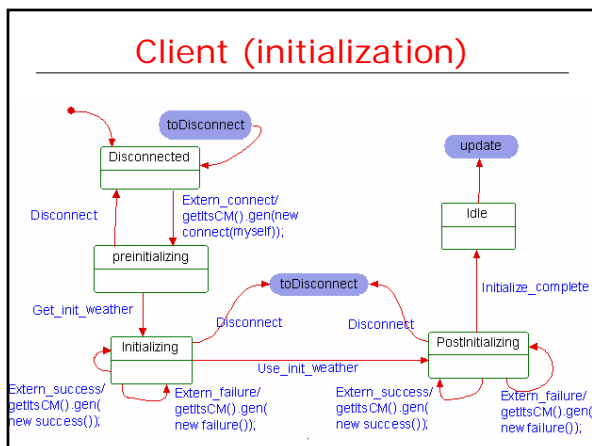 Client (initialization)
toDisconnect
Disconnected
update
Extern_connect/
getItsCM().gen(new
connect(myself));
Disconnect
Idle
preinitializing
toDisconnect
Initialize_complete
Get_init_weather
Disconnect
Disconnect
Initializing
PostInitializing
Use_init_weather
Extern_success/
getItsCM().gen(
new success());
Extern_failure/
getItsCM().gen(
new failure());
Extern_success/
getItsCM().gen(
new success());
Extern_failure/
getItsCM().gen(
new failure());